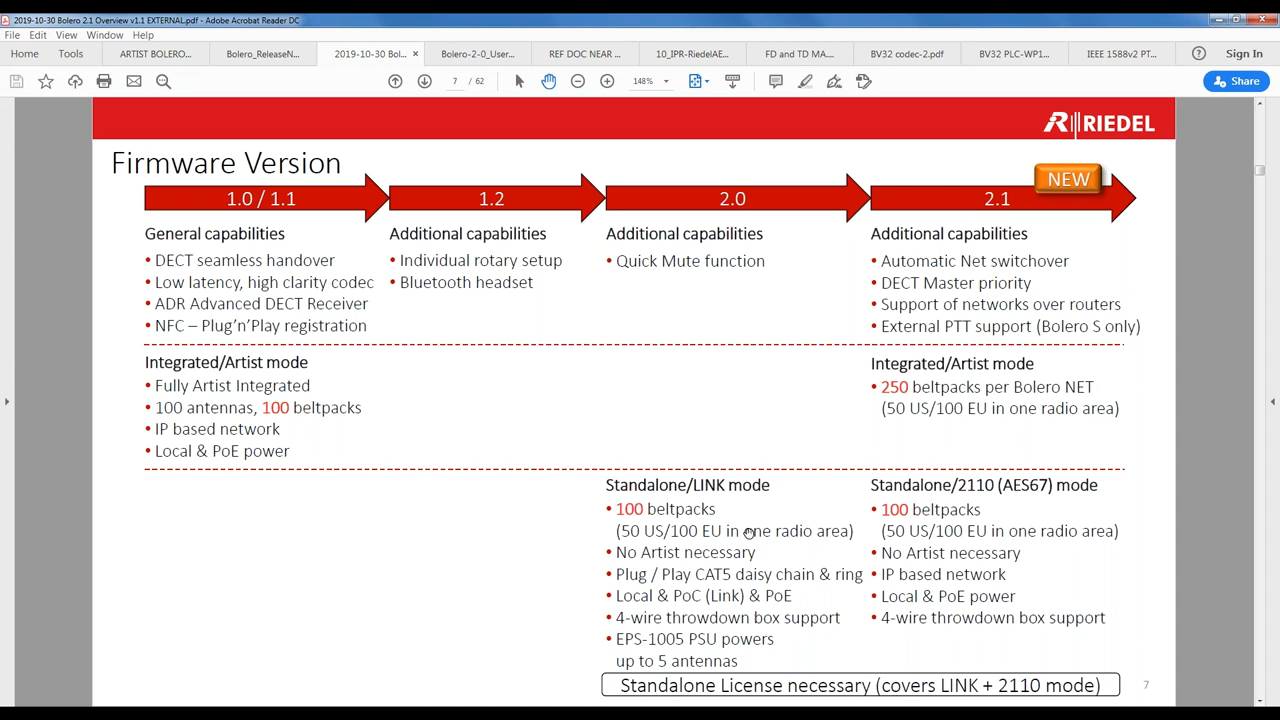 2019-10-30 Bolero 2.1 Overview v1.1 EXTERNAL.pdf - Adobe Acrobat Reader DC
File Edit View Window Help
Home Tools ARTIST BOLERO... Bolero_ReleaseN... 2019-10-30 Bol... × Bolero-2-0_User... REF DOC NEAR ... 10_IPR-RiedelAE... FD and TD MA... BV32 codec-2.pdf BV32 PLC-WP1... IEEE 1588v2 PT... Sign In
7 / 62 148% Share
RIEDEL
Firmware Version
NEW
1.0 / 1.1 1.2 2.0 2.1
General capabilities
• DECT seamless handover
• Low latency, high clarity codec
• ADR Advanced DECT Receiver
• NFC – Plug'n'Play registration
Additional capabilities
• Individual rotary setup
• Bluetooth headset
Additional capabilities
• Quick Mute function
Additional capabilities
• Automatic Net switchover
• DECT Master priority
• Support of networks over routers
• External PTT support (Bolero S only)
Integrated/Artist mode
• Fully Artist Integrated
• 100 antennas, 100 beltpacks
• IP based network
• Local & PoE power
Integrated/Artist mode
• 250 beltpacks per Bolero NET
(50 US/100 EU in one radio area)
Standalone/LINK mode
• 100 beltpacks
(50 US/100 EU in one radio area)
• No Artist necessary
• Plug / Play CAT5 daisy chain & ring
• Local & PoC (Link) & PoE
• 4-wire throwdown box support
• EPS-1005 PSU powers
up to 5 antennas
Standalone/2110 (AES67) mode
• 100 beltpacks
(50 US/100 EU in one radio area)
• No Artist necessary
• IP based network
• Local & PoE power
• 4-wire throwdown box support
Standalone License necessary (covers LINK + 2110 mode)
7